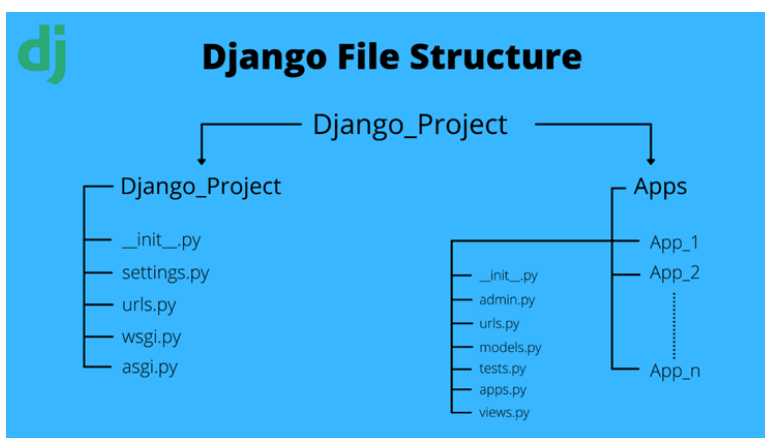 dj
Django File Structure
Django_Project
Django_Project
__init__.py
settings.py
urls.py
wsgi.py
asgi.py
Apps
App_1
App_2
App_n
__init__.py
admin.py
urls.py
models.py
tests.py
apps.py
views.py